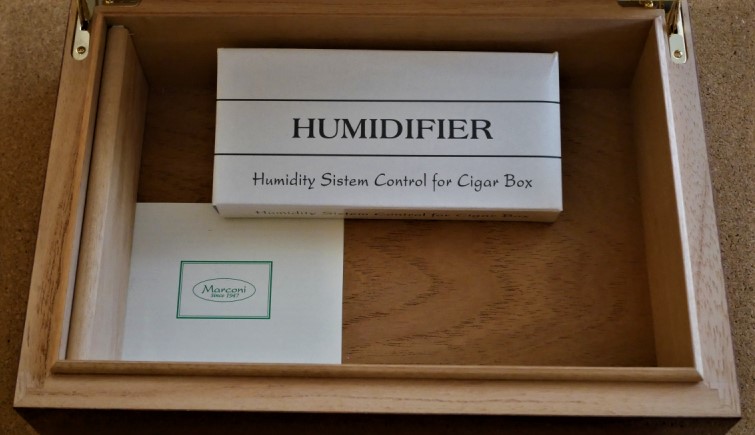 HUMIDIFIER
Humidity Sistem Control for Cigar Box
Humidity Sistem Control for Cigar Box
Marconi
since 1947